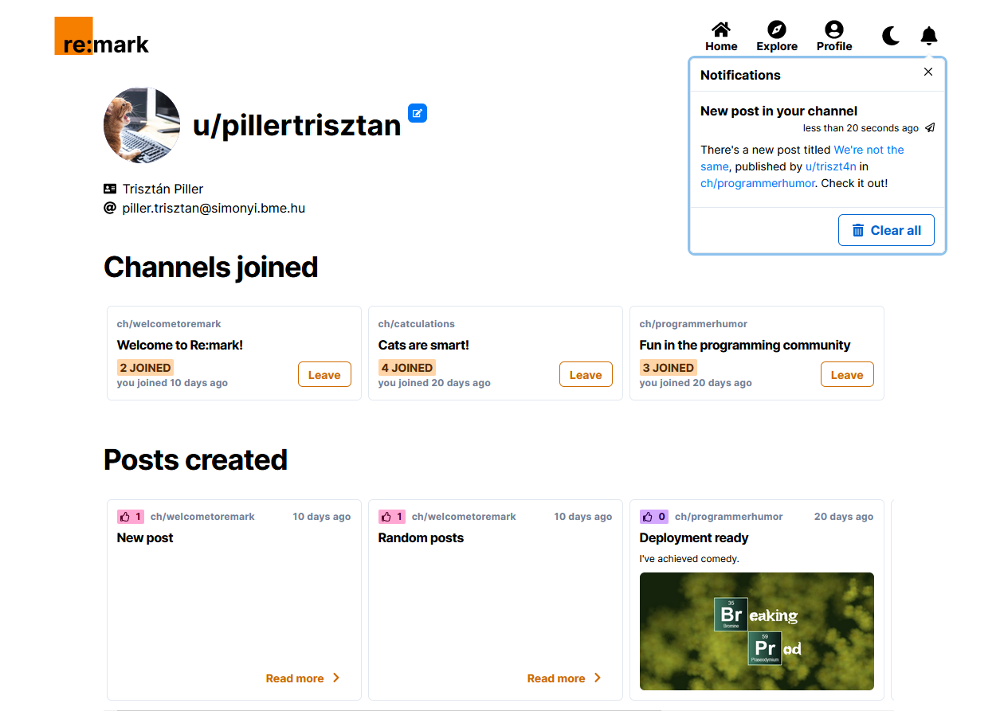 re:mark
Home Explore Profile
Notifications
New post in your channel
less than 20 seconds ago
There's a new post titled We're not the
same, published by u/triszt4n in
ch/programmerhumor. Check it out!
Clear all
u/pillertrisztan
Trisztán Piller
piller.trisztan@simonyi.bme.hu
Channels joined
ch/welcometoremark
Welcome to Re:mark!
2 JOINED
you joined 10 days ago
Leave
ch/catculations
Cats are smart!
4 JOINED
you joined 20 days ago
Leave
ch/programmerhumor
Fun in the programming community
3 JOINED
you joined 20 days ago
Leave
Posts created
1 ch/welcometoremark 10 days ago
New post
Read more
1 ch/welcometoremark 10 days ago
Random posts
Read more
0 ch/programmerhumor 20 days ago
Deployment ready
I've achieved comedy.
35
Breaking
Bromine
59
Prod
Praseodymium